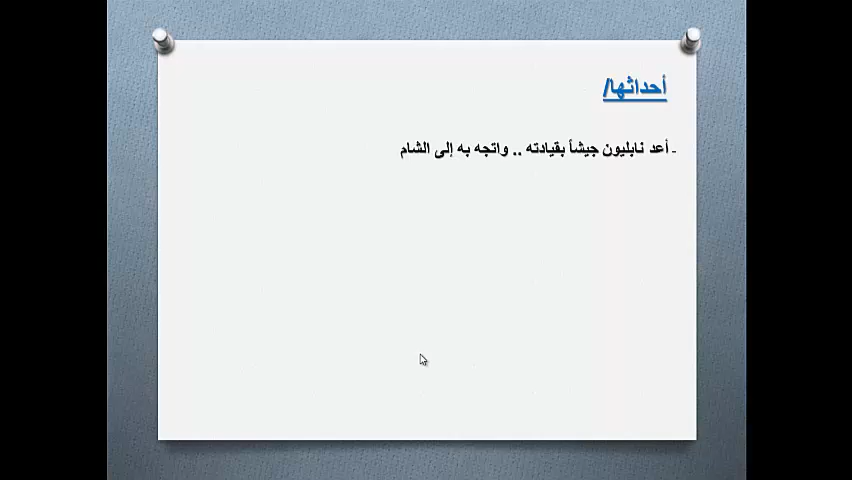 أحداثها/
- أعد نابليون جيشاً بقيادته .. واتجه به إلى الشام